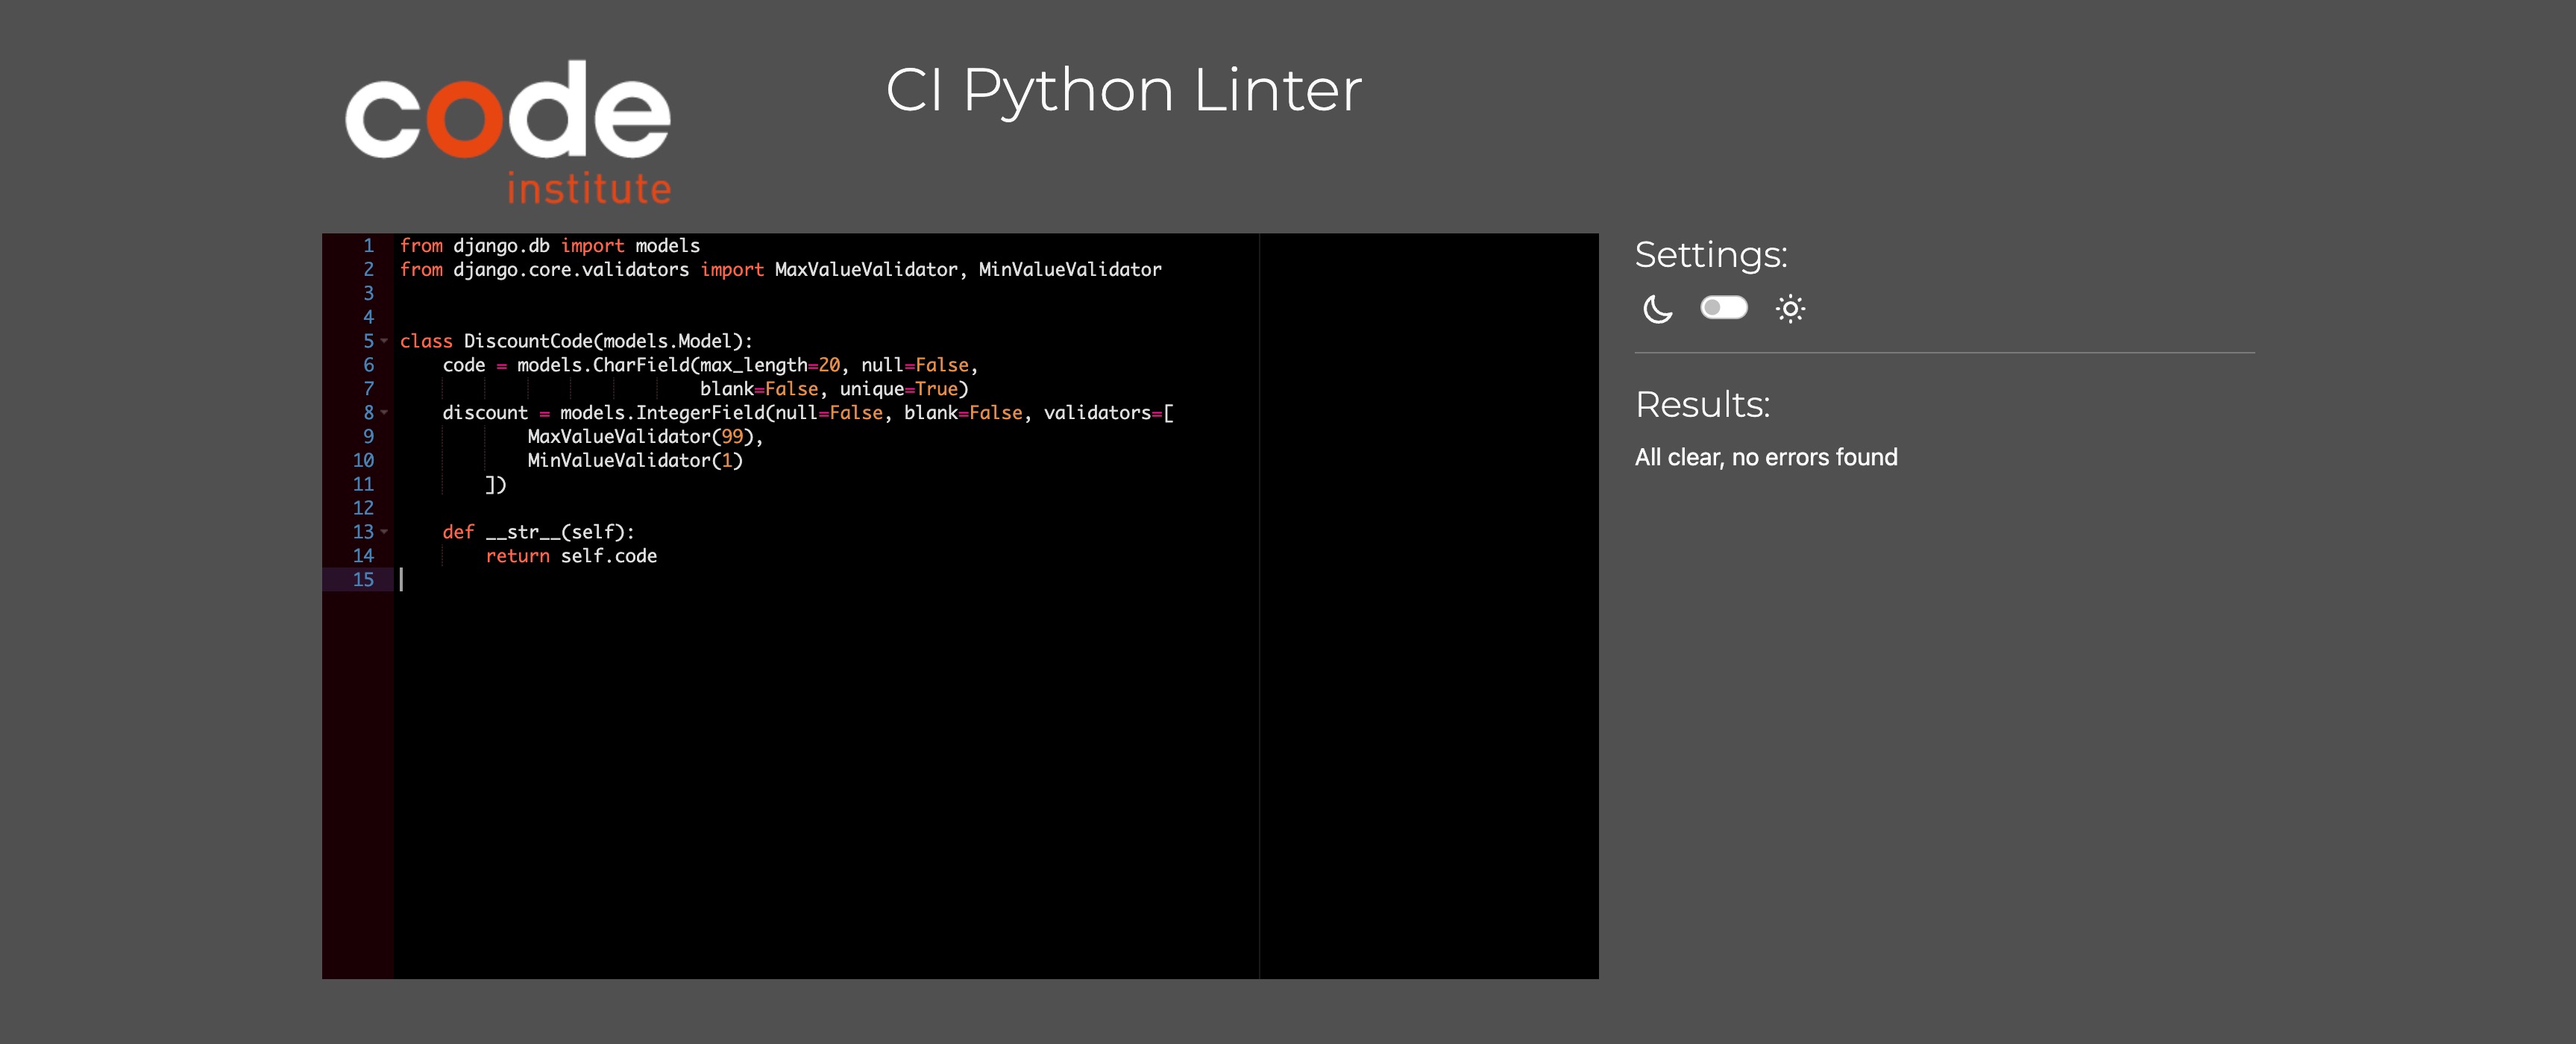 code
institute
CI Python Linter
1 from django.db import models
2 from django.core.validators import MaxValueValidator, MinValueValidator
3
4
5 class DiscountCode(models.Model):
6     code = models.CharField(max_length=20, null=False,
7                             blank=False, unique=True)
8     discount = models.IntegerField(null=False, blank=False, validators=[
9             MaxValueValidator(99),
10             MinValueValidator(1)
11         ])
12
13     def __str__(self):
14         return self.code
15
Settings:
Results:
All clear, no errors found